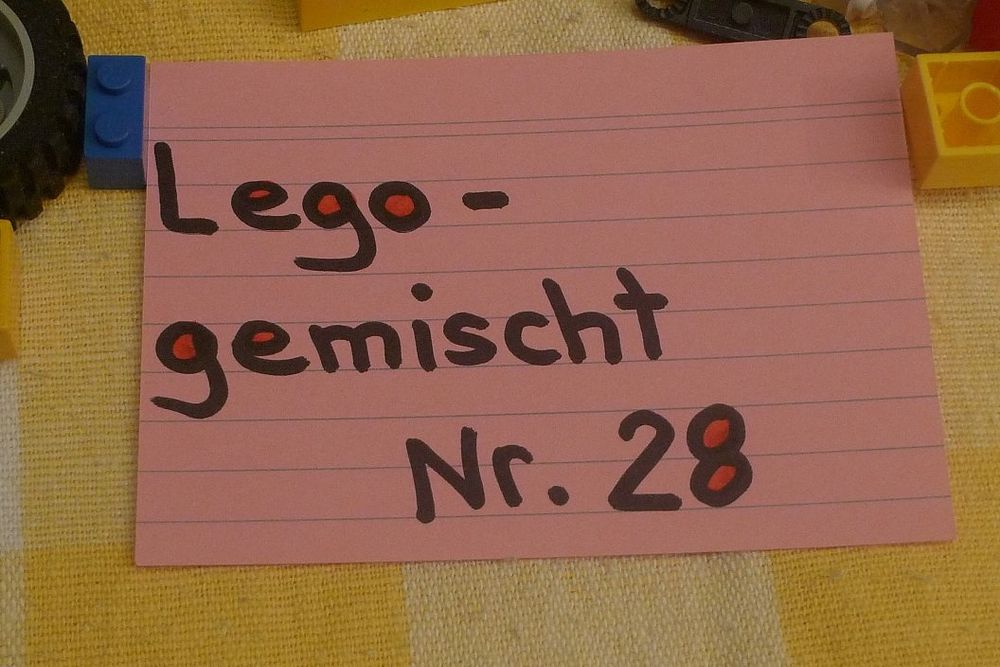 Lego -
gemischt
Nr. 28